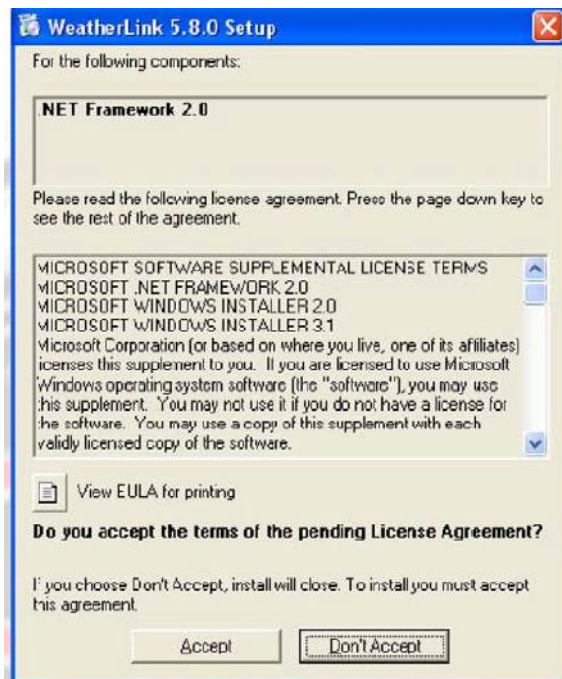 WeatherLink 5.8.0 Setup
For the following components:
.NET Framework 2.0
Please read the following license agreement. Press the page down key to
see the rest of the agreement.
MICROSOFT SOFTWARE SUPPLEMENTAL LICENSE TERMS
MICROSOFT .NET FRAMEWORK 2.0
MICROSOFT WINDOWS INSTALLER 2.0
MICROSOFT WINDOWS INSTALLER 3.1
Microsoft Corporation (or based on where you live, one of its affiliates)
licenses this supplement to you. If you are licensed to use Microsoft
Windows operating system software (the "software"), you may use
this supplement. You may not use it if you do not have a license for
the software. You may use a copy of this supplement with each
validly licensed copy of the software.
View EULA for printing
Do you accept the terms of the pending License Agreement?
If you choose Don't Accept, install will close. To install you must accept
this agreement.
Accept
Don't Accept